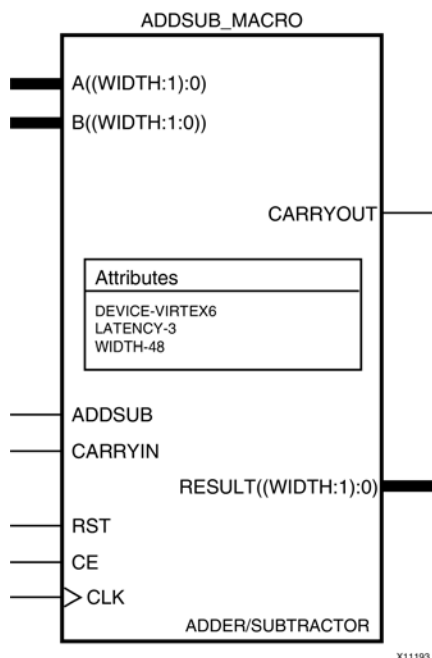 ADDSUB_MACRO
A((WIDTH:1):0)
B((WIDTH:1:0))
CARRYOUT
Attributes
DEVICE-VIRTEX6
LATENCY-3
WIDTH-48
ADDSUB
CARRYIN
RESULT((WIDTH:1):0)
RST
CE
CLK
ADDER/SUBTRACTOR
X11193